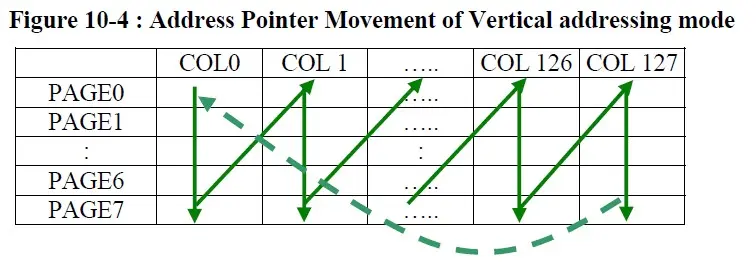 Figure 10-4 : Address Pointer Movement of Vertical addressing mode
COL0 COL 1 ….. COL 126 COL 127
PAGE0 …..
PAGE1 …..
: :
PAGE6 …..
PAGE7 …..